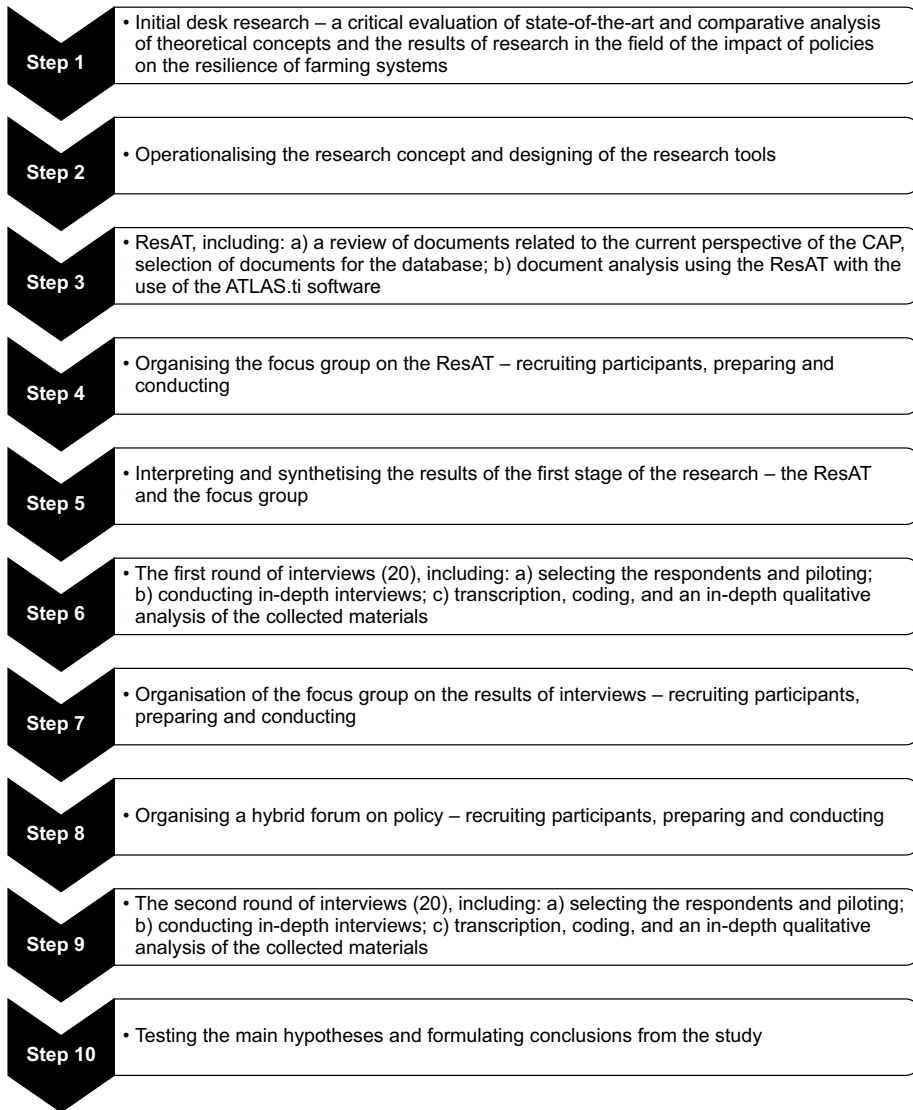 Step 1
• Initial desk research – a critical evaluation of state-of-the-art and comparative analysis
of theoretical concepts and the results of research in the field of the impact of policies
on the resilience of farming systems
Step 2
• Operationalising the research concept and designing of the research tools
Step 3
• ResAT, including: a) a review of documents related to the current perspective of the CAP,
selection of documents for the database; b) document analysis using the ResAT with the
use of the ATLAS.ti software
Step 4
• Organising the focus group on the ResAT – recruiting participants, preparing and
conducting
Step 5
• Interpreting and synthetising the results of the first stage of the research – the ResAT
and the focus group
Step 6
• The first round of interviews (20), including: a) selecting the respondents and piloting;
b) conducting in-depth interviews; c) transcription, coding, and an in-depth qualitative
analysis of the collected materials
Step 7
• Organisation of the focus group on the results of interviews – recruiting participants,
preparing and conducting
Step 8
• Organising a hybrid forum on policy – recruiting participants, preparing and conducting
Step 9
• The second round of interviews (20), including: a) selecting the respondents and piloting;
b) conducting in-depth interviews; c) transcription, coding, and an in-depth qualitative
analysis of the collected materials
Step 10
• Testing the main hypotheses and formulating conclusions from the study